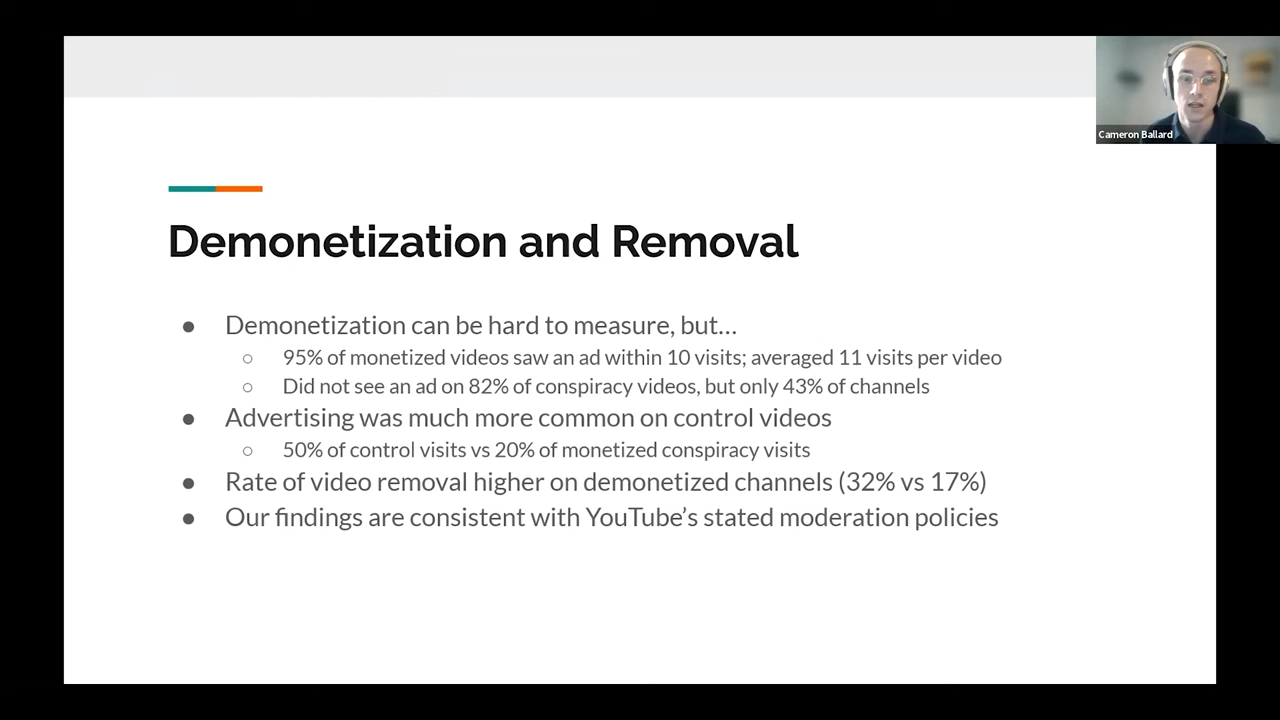 Cameron Ballard
Demonetization and Removal
● Demonetization can be hard to measure, but...
○ 95% of monetized videos saw an ad within 10 visits; averaged 11 visits per video
○ Did not see an ad on 82% of conspiracy videos, but only 43% of channels
● Advertising was much more common on control videos
○ 50% of control visits vs 20% of monetized conspiracy visits
● Rate of video removal higher on demonetized channels (32% vs 17%)
● Our findings are consistent with YouTube's stated moderation policies